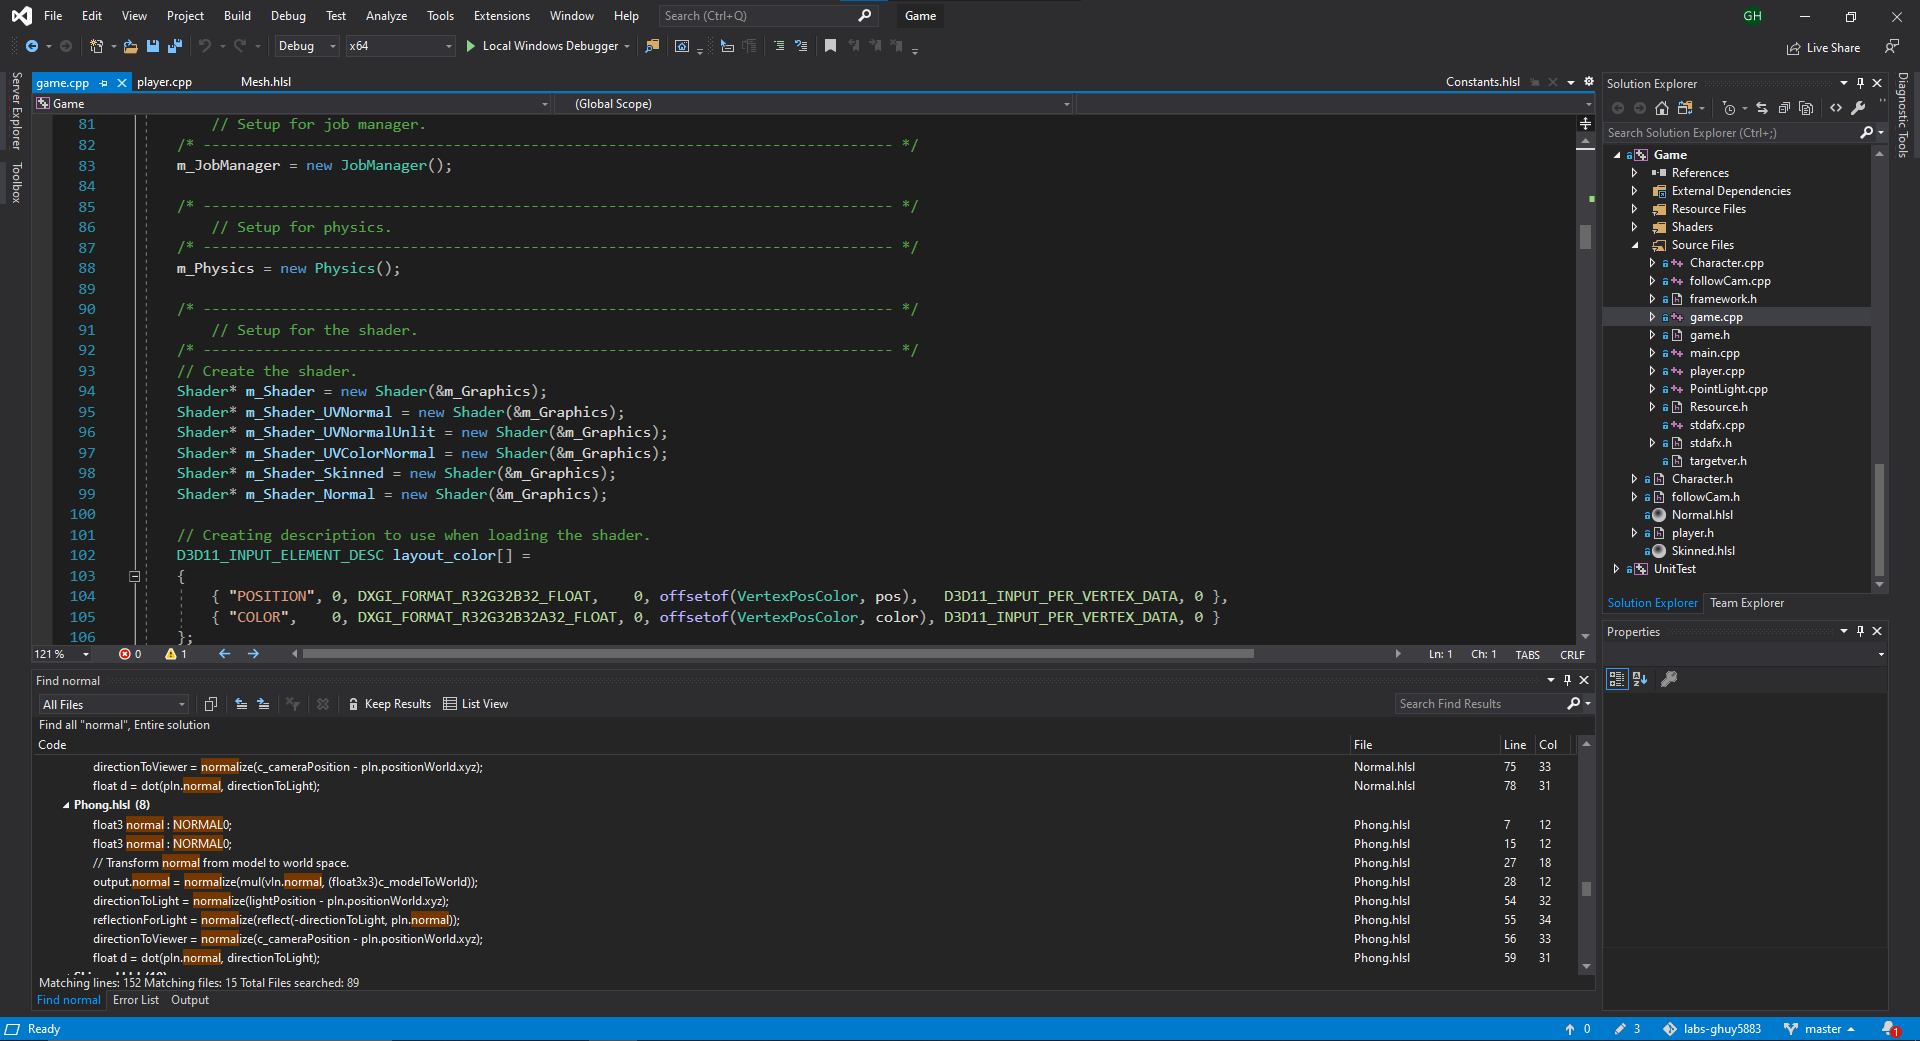 File Edit View Project Build Debug Test Analyze Tools Extensions Window Help Search (Ctrl+Q) Game GH
Debug x64 Local Windows Debugger Live Share
game.cpp player.cpp Mesh.hlsl Constants.hlsl
Game (Global Scope)
Server Explorer
Toolbox
81 // Setup for job manager.
82 /* -------------------------------------------------------------------------------- */
83 m_JobManager = new JobManager();
84
85 /* -------------------------------------------------------------------------------- */
86 // Setup for physics.
87 /* -------------------------------------------------------------------------------- */
88 m_Physics = new Physics();
89
90 /* -------------------------------------------------------------------------------- */
91 // Setup for the shader.
92 /* -------------------------------------------------------------------------------- */
93 // Create the shader.
94 Shader* m_Shader = new Shader(&m_Graphics);
95 Shader* m_Shader_UVNormal = new Shader(&m_Graphics);
96 Shader* m_Shader_UVNormalUnlit = new Shader(&m_Graphics);
97 Shader* m_Shader_UVColorNormal = new Shader(&m_Graphics);
98 Shader* m_Shader_Skinned = new Shader(&m_Graphics);
99 Shader* m_Shader_Normal = new Shader(&m_Graphics);
100
101 // Creating description to use when loading the shader.
102 D3D11_INPUT_ELEMENT_DESC layout_color[] =
103 {
104 { "POSITION", 0, DXGI_FORMAT_R32G32B32_FLOAT, 0, offsetof(VertexPosColor, pos), D3D11_INPUT_PER_VERTEX_DATA, 0 },
105 { "COLOR", 0, DXGI_FORMAT_R32G32B32A32_FLOAT, 0, offsetof(VertexPosColor, color), D3D11_INPUT_PER_VERTEX_DATA, 0 }
106 };
121 % 0 1 Ln: 1 Ch: 1 TABS CRLF
Find normal
All Files Keep Results List View Search Find Results
Find all "normal", Entire solution
Code File Line Col
directionToViewer = normalize(c_cameraPosition - pIn.positionWorld.xyz); Normal.hlsl 75 33
float d = dot(pIn.normal, directionToLight); Normal.hlsl 78 31
Phong.hlsl (8)
float3 normal : NORMAL0; Phong.hlsl 7 12
float3 normal : NORMAL0; Phong.hlsl 15 12
// Transform normal from model to world space. Phong.hlsl 27 18
output.normal = normalize(mul(vIn.normal, (float3x3)c_modelToWorld)); Phong.hlsl 28 12
directionToLight = normalize(lightPosition - pIn.positionWorld.xyz); Phong.hlsl 54 32
reflectionForLight = normalize(reflect(-directionToLight, pIn.normal)); Phong.hlsl 55 34
directionToViewer = normalize(c_cameraPosition - pIn.positionWorld.xyz); Phong.hlsl 56 33
float d = dot(pIn.normal, directionToLight); Phong.hlsl 59 31
Matching lines: 152 Matching files: 15 Total Files searched: 89
Find normal Error List Output
Solution Explorer
Search Solution Explorer (Ctrl+;)
Game
References
External Dependencies
Resource Files
Shaders
Source Files
Character.cpp
followCam.cpp
framework.h
game.cpp
game.h
main.cpp
player.cpp
PointLight.cpp
Resource.h
stdafx.cpp
stdafx.h
targetver.h
Character.h
followCam.h
Normal.hlsl
player.h
Skinned.hlsl
UnitTest
Solution Explorer Team Explorer
Properties
Diagnostic Tools
Ready 0 3 labs-ghuy5883 master 1